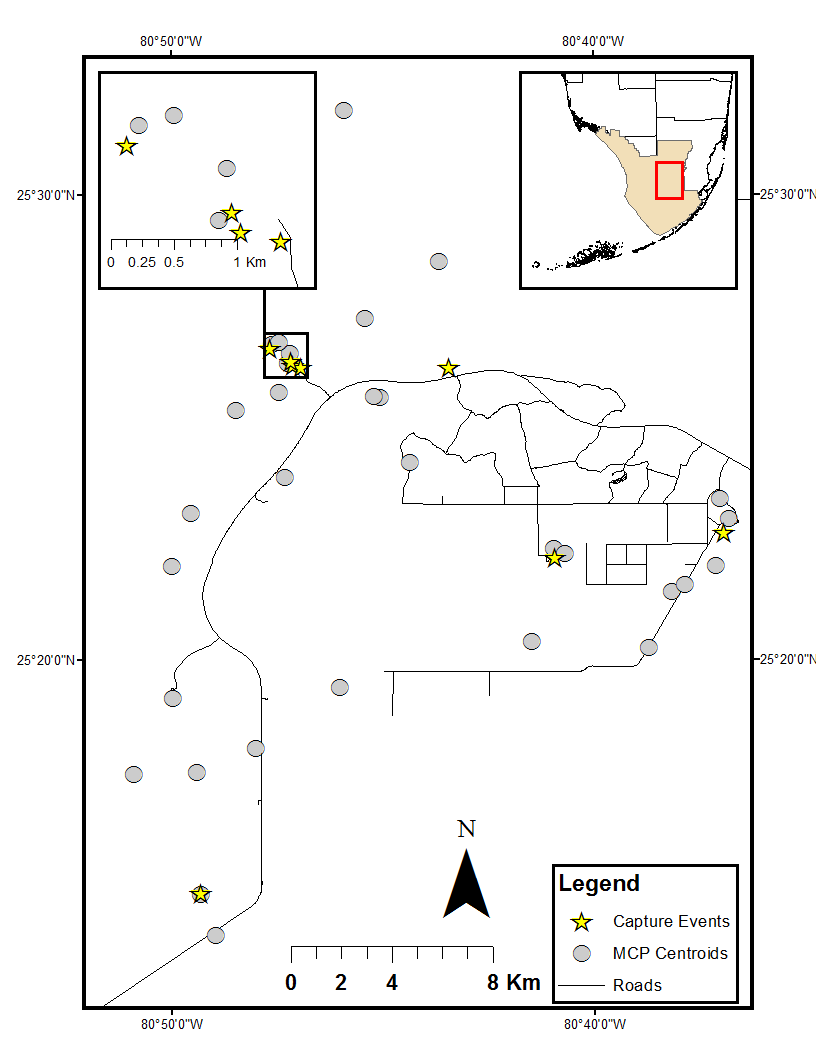 80°50'0"W 80°40'0"W
25°30'0"N 25°30'0"N
0 0.25 0.5 1 Km
25°20'0"N 25°20'0"N
N
Legend
Capture Events
MCP Centroids
Roads
0 2 4 8 Km
80°50'0"W 80°40'0"W